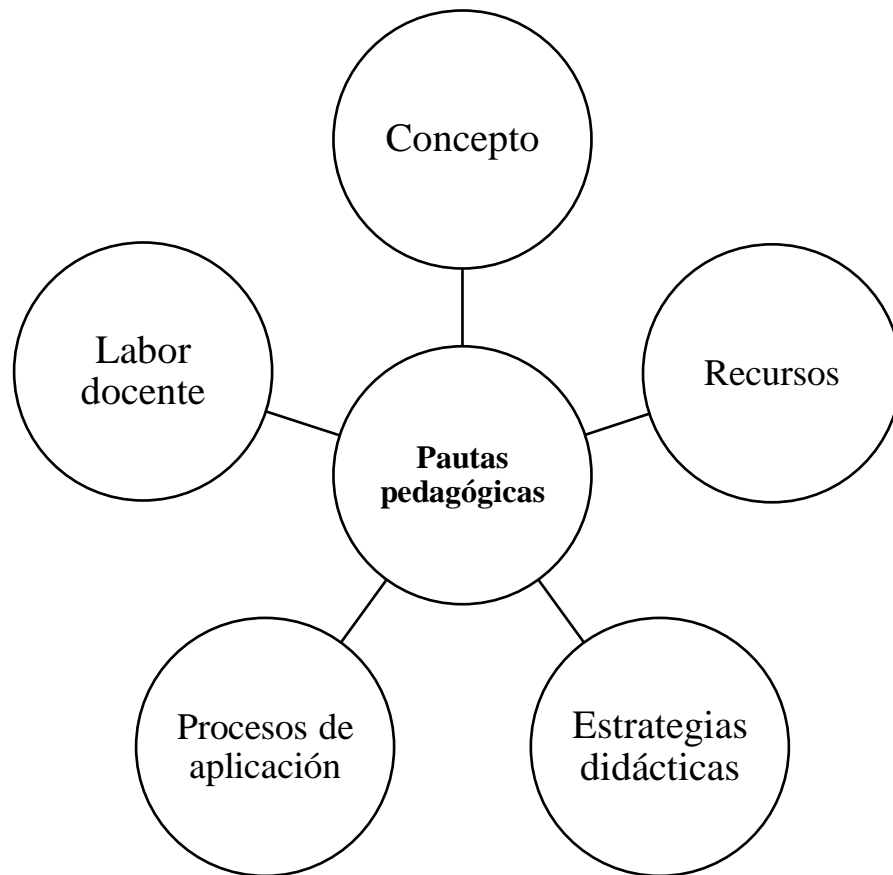 Concepto
Labor
docente
Recursos
Pautas
pedagógicas
Procesos de
aplicación
Estrategias
didácticas